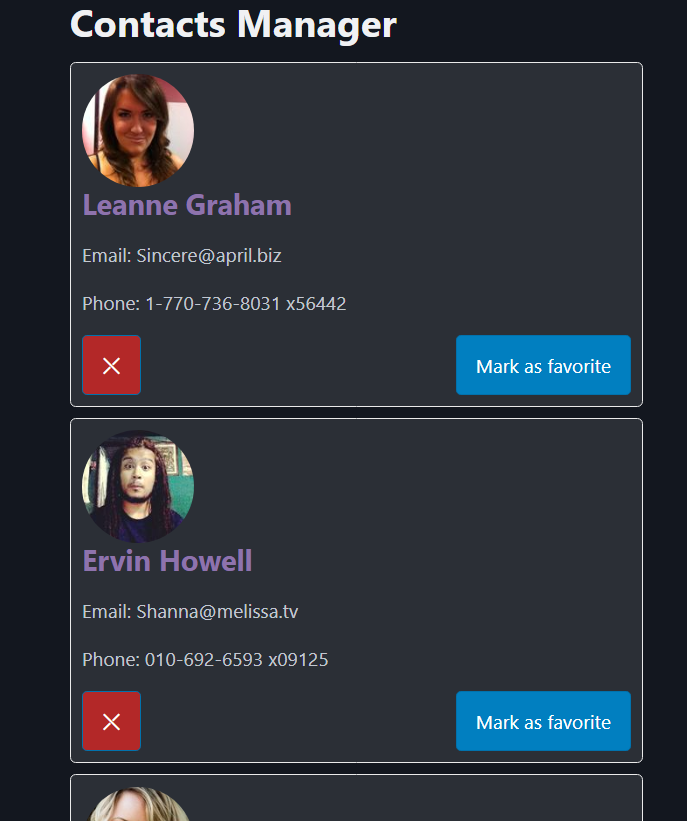 Contacts Manager
Leanne Graham
Email: Sincere@april.biz
Phone: 1-770-736-8031 x56442
Mark as favorite
Ervin Howell
Email: Shanna@melissa.tv
Phone: 010-692-6593 x09125
Mark as favorite